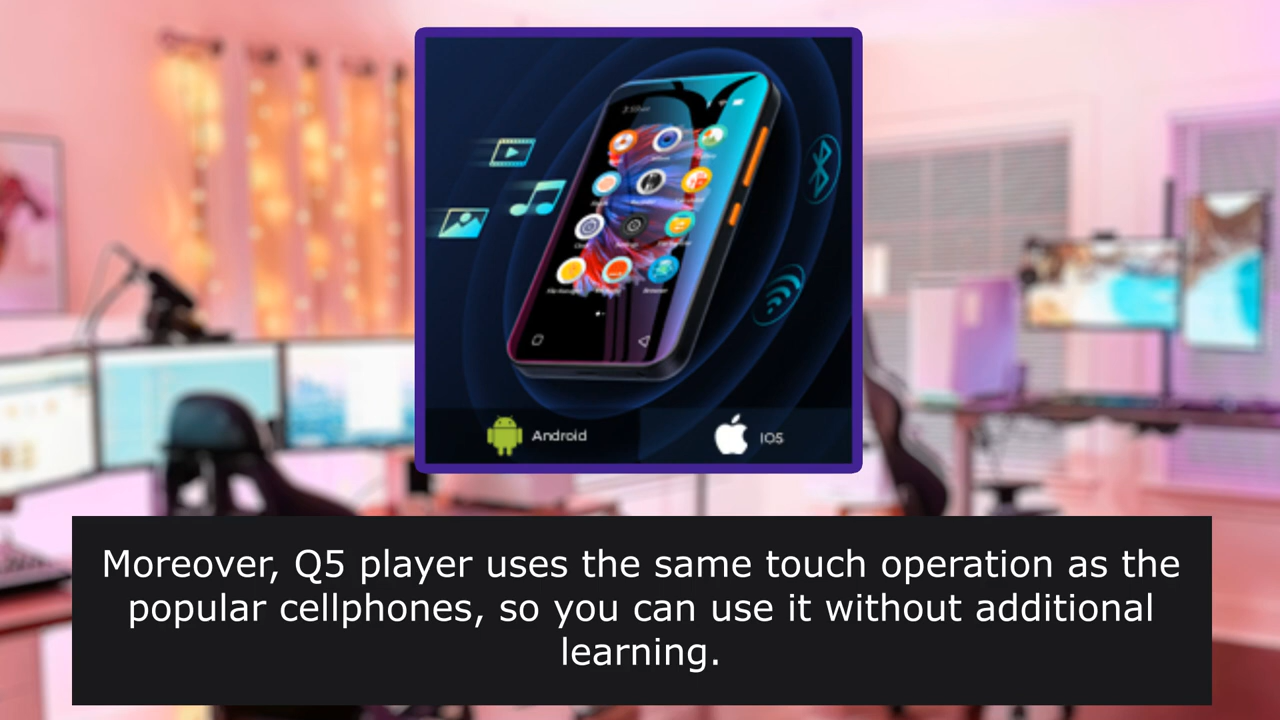 Android
IOS
Moreover, Q5 player uses the same touch operation as the
popular cellphones, so you can use it without additional
learning.